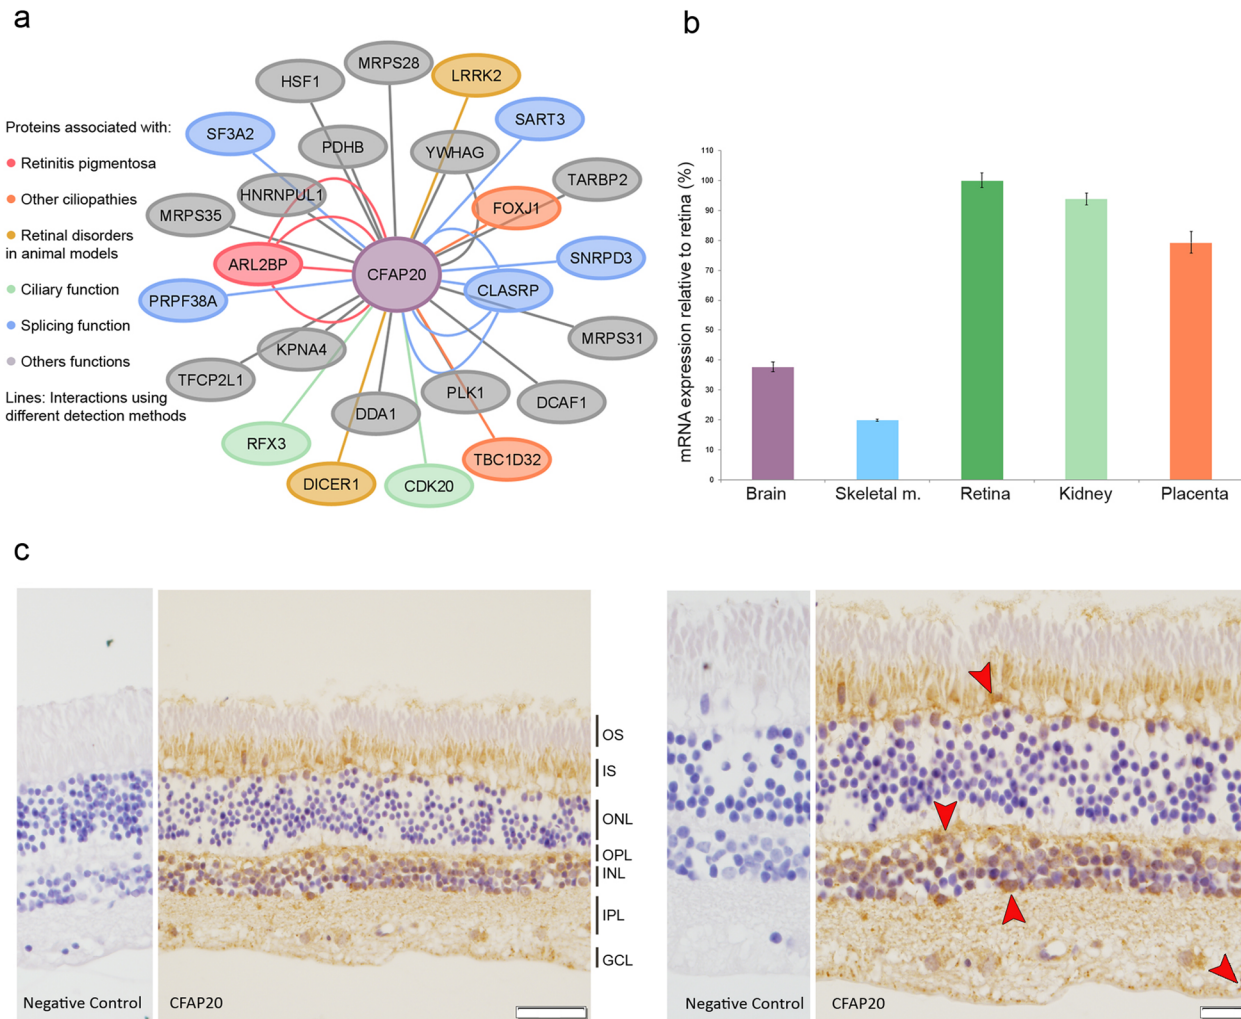 a
Proteins associated with:
Retinitis pigmentosa
Other ciliopathies
Retinal disorders
in animal models
Ciliary function
Splicing function
Others functions
Lines: Interactions using
different detection methods
MRPS28
HSF1
LRRK2
SF3A2
SART3
PDHB
YWHAG
TARBP2
HNRNPUL1
MRPS35
FOXJ1
ARL2BP
CFAP20
SNRPD3
PRPF38A
CLASRP
MRPS31
KPNA4
TFCP2L1
PLK1
DCAF1
DDA1
RFX3
TBC1D32
DICER1
CDK20
b
mRNA expression relative to retina (%)
110
100
90
80
70
60
50
40
30
20
10
0
Brain Skeletal m. Retina Kidney Placenta
c
OS
IS
ONL
OPL
INL
IPL
GCL
Negative Control CFAP20
Negative Control CFAP20